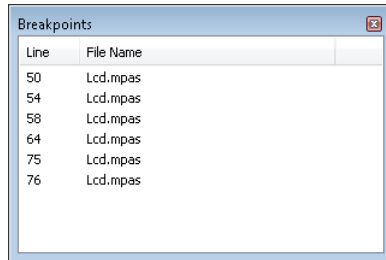 Breakpoints
Line File Name
50 Lcd.mpas
54 Lcd.mpas
58 Lcd.mpas
64 Lcd.mpas
75 Lcd.mpas
76 Lcd.mpas